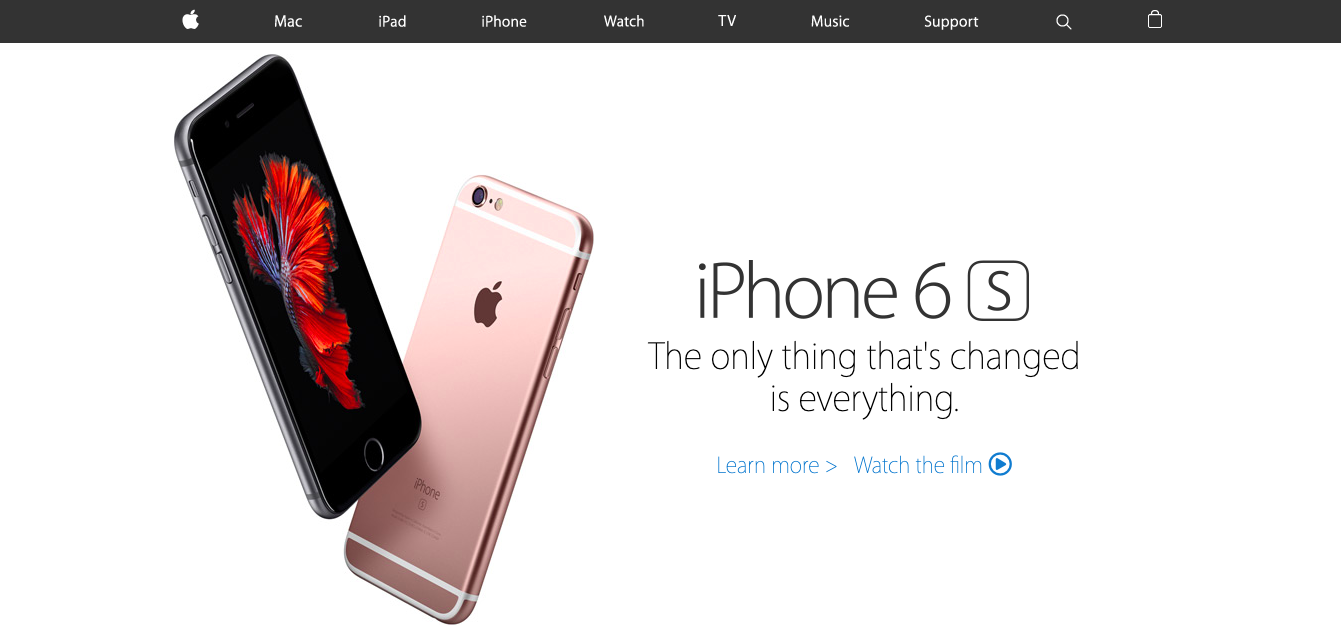 Mac iPad iPhone Watch TV Music Support
iPhone 6 S
The only thing that's changed
is everything.
Learn more > Watch the film
iPhone
S